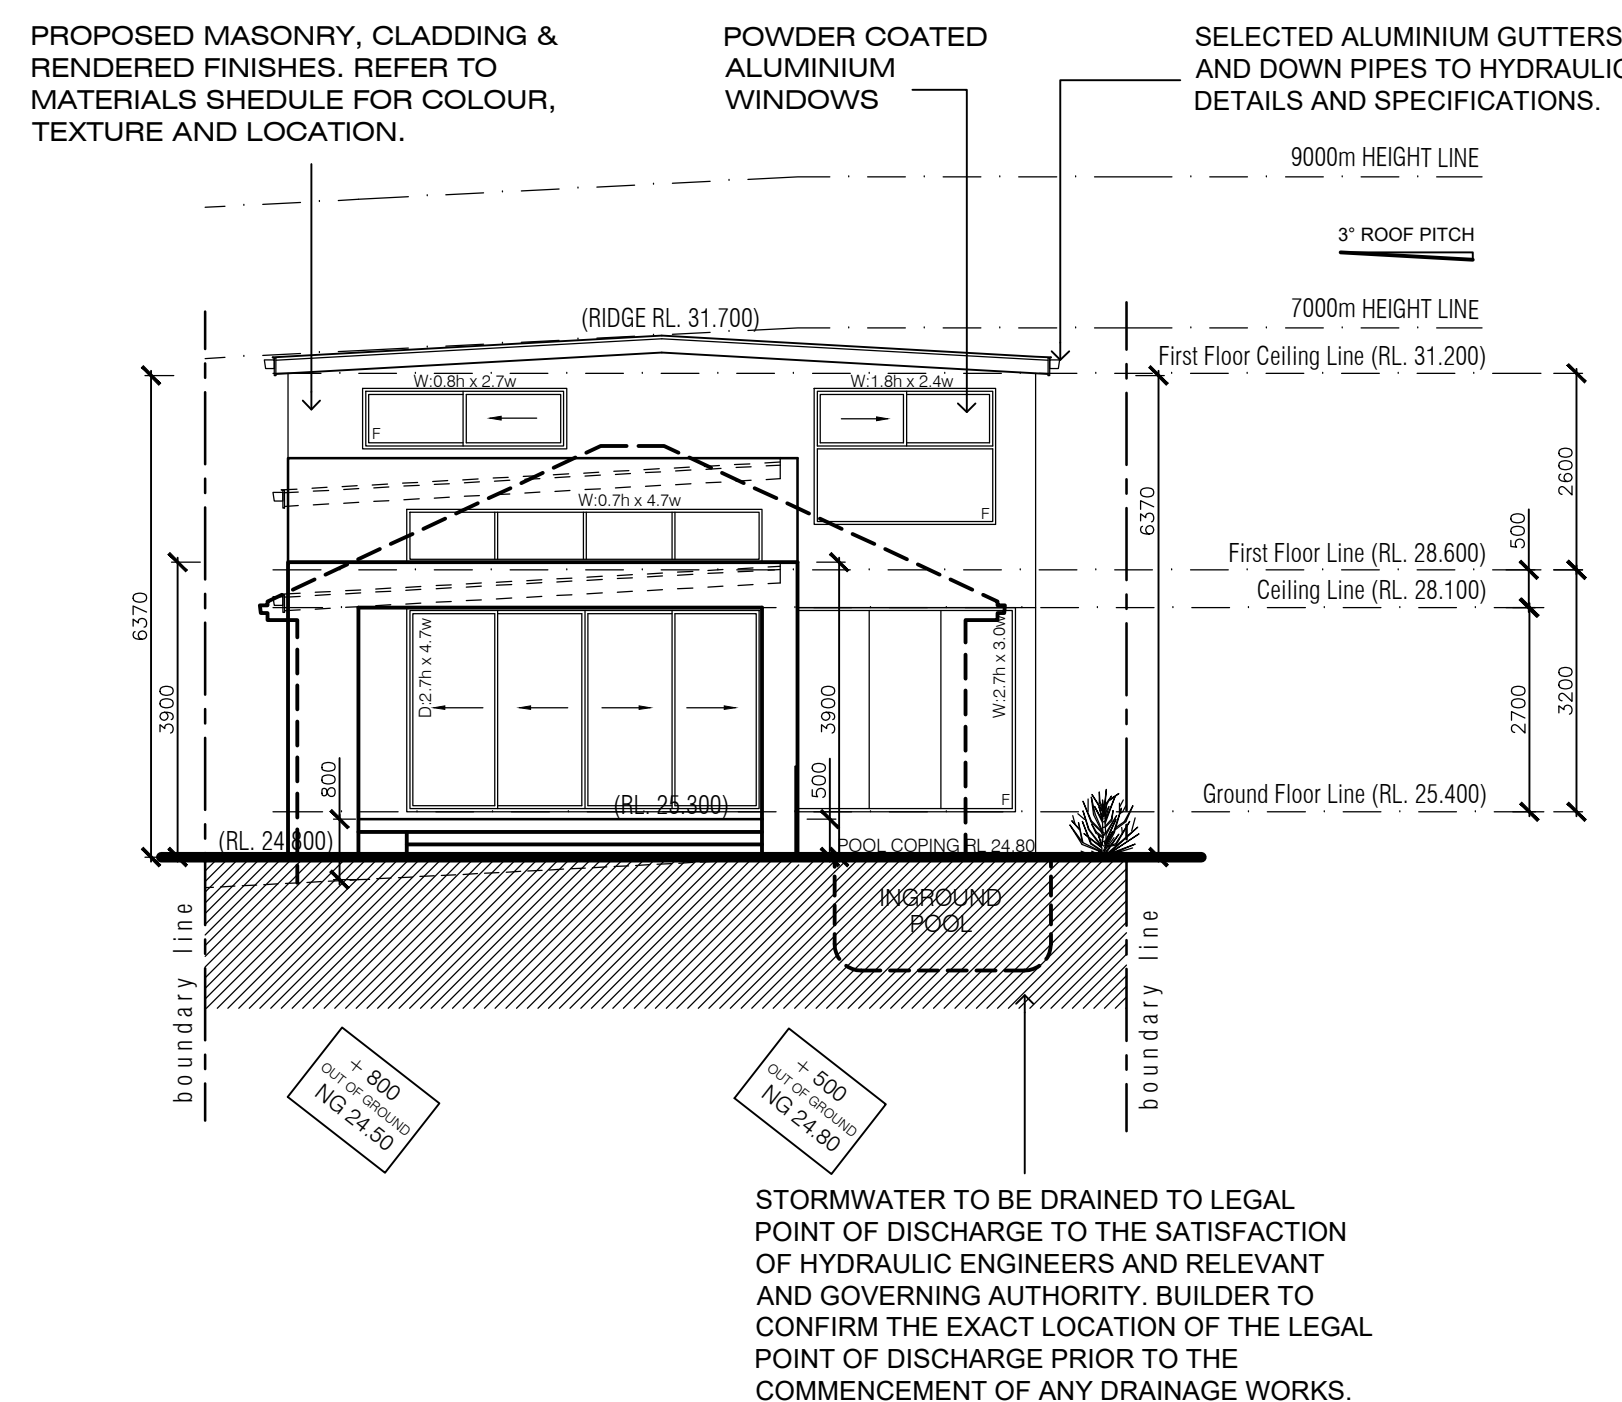 PROPOSED MASONRY, CLADDING &
RENDERED FINISHES. REFER TO
MATERIALS SHEDULE FOR COLOUR,
TEXTURE AND LOCATION.
POWDER COATED
ALUMINIUM
WINDOWS
SELECTED ALUMINIUM GUTTERS
AND DOWN PIPES TO HYDRAULIC
DETAILS AND SPECIFICATIONS.
9000m HEIGHT LINE
3° ROOF PITCH
7000m HEIGHT LINE
(RIDGE RL. 31.700)
First Floor Ceiling Line (RL. 31.200)
W:0.8h x 2.7w
W:1.8h x 2.4w
F
W:0.7h x 4.7w
F
2600
6370
500
First Floor Line (RL. 28.600)
Ceiling Line (RL. 28.100)
6370
3900
D:2.7h x 4.7w
W:2.7h x 3.0w
3900
2700
3200
800
500
(RL. 25.300)
F
Ground Floor Line (RL. 25.400)
(RL. 24.800)
POOL COPING RL 24.80
INGROUND
POOL
boundary line
boundary line
+ 800
OUT OF GROUND
NG 24.50
+ 500
OUT OF GROUND
NG 24.80
STORMWATER TO BE DRAINED TO LEGAL
POINT OF DISCHARGE TO THE SATISFACTION
OF HYDRAULIC ENGINEERS AND RELEVANT
AND GOVERNING AUTHORITY. BUILDER TO
CONFIRM THE EXACT LOCATION OF THE LEGAL
POINT OF DISCHARGE PRIOR TO THE
COMMENCEMENT OF ANY DRAINAGE WORKS.